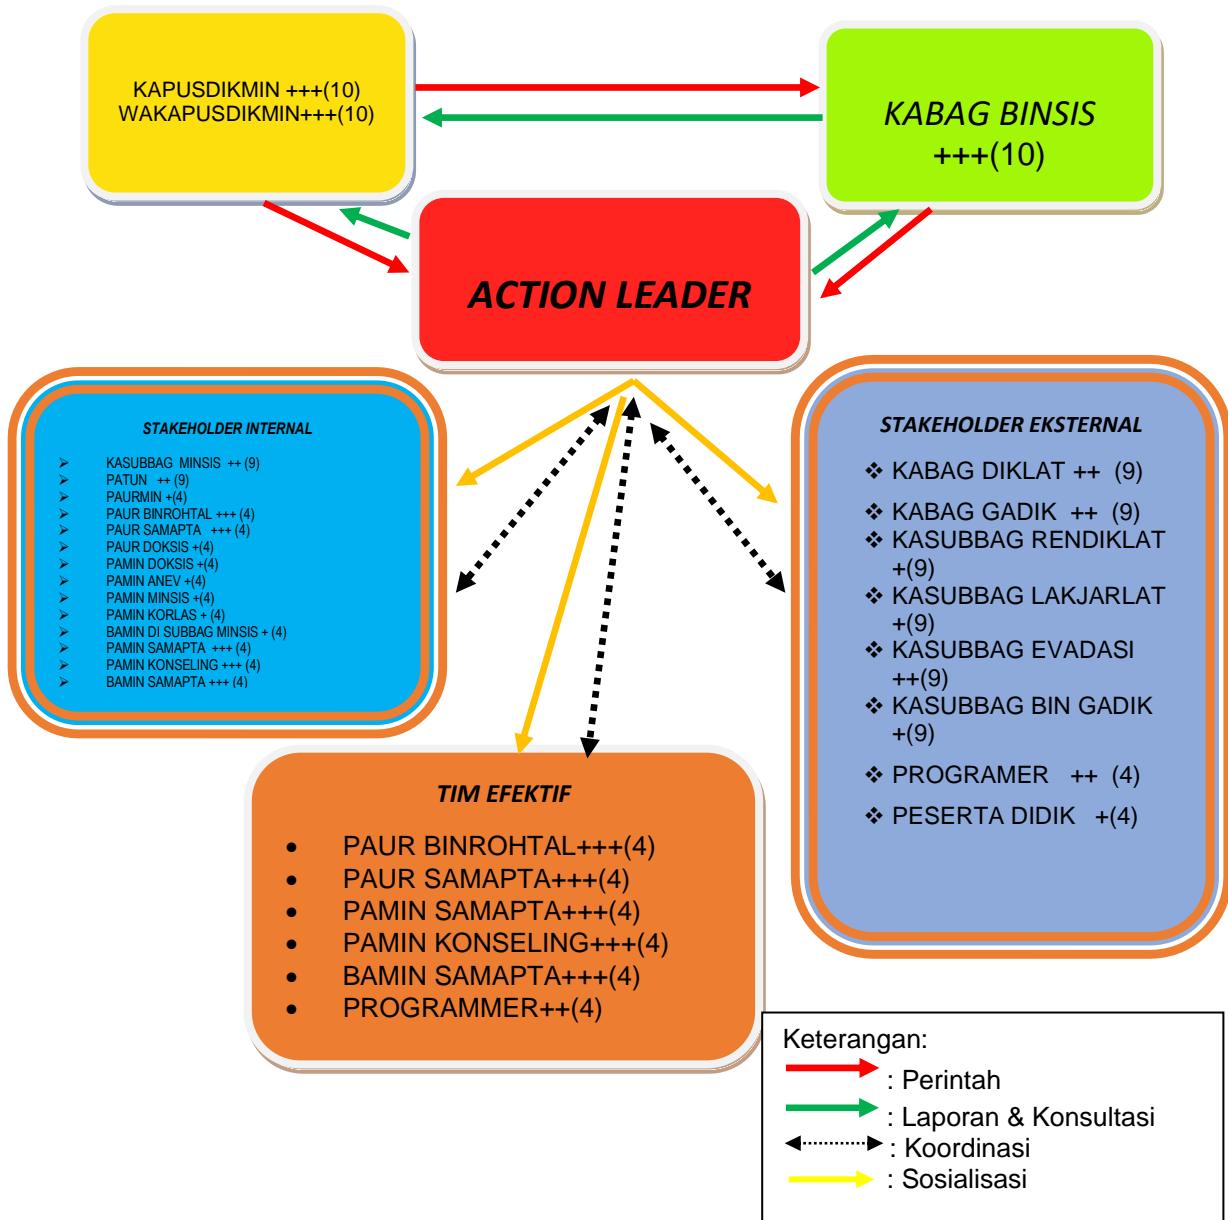 KAPUSDIKMIN +++(10)
WAKAPUSDIKMIN+++(10)
KABAG BINSIS
+++(10)
ACTION LEADER
STAKEHOLDER INTERNAL
➢ KASUBBAG MINSIS ++ (9)
➢ PATUN ++ (9)
➢ PAURMIN +(4)
➢ PAUR BINROHTAL +++ (4)
➢ PAUR SAMAPTA +++ (4)
➢ PAUR DOKSIS +(4)
➢ PAMIN DOKSIS +(4)
➢ PAMIN ANEV +(4)
➢ PAMIN MINSIS +(4)
➢ PAMIN KORLAS + (4)
➢ BAMIN DI SUBBAG MINSIS + (4)
➢ PAMIN SAMAPTA +++ (4)
➢ PAMIN KONSELING +++ (4)
➢ BAMIN SAMAPTA +++ (4)
STAKEHOLDER EKSTERNAL
❖ KABAG DIKLAT ++ (9)
❖ KABAG GADIK ++ (9)
❖ KASUBBAG RENDIKLAT
+(9)
❖ KASUBBAG LAKJARLAT
+(9)
❖ KASUBBAG EVADASI
++(9)
❖ KASUBBAG BIN GADIK
+(9)
❖ PROGRAMER ++ (4)
❖ PESERTA DIDIK +(4)
TIM EFEKTIF
• PAUR BINROHTAL+++(4)
• PAUR SAMAPTA+++(4)
• PAMIN SAMAPTA+++(4)
• PAMIN KONSELING+++(4)
• BAMIN SAMAPTA+++(4)
• PROGRAMMER++(4)
Keterangan:
: Perintah
: Laporan & Konsultasi
: Koordinasi
: Sosialisasi